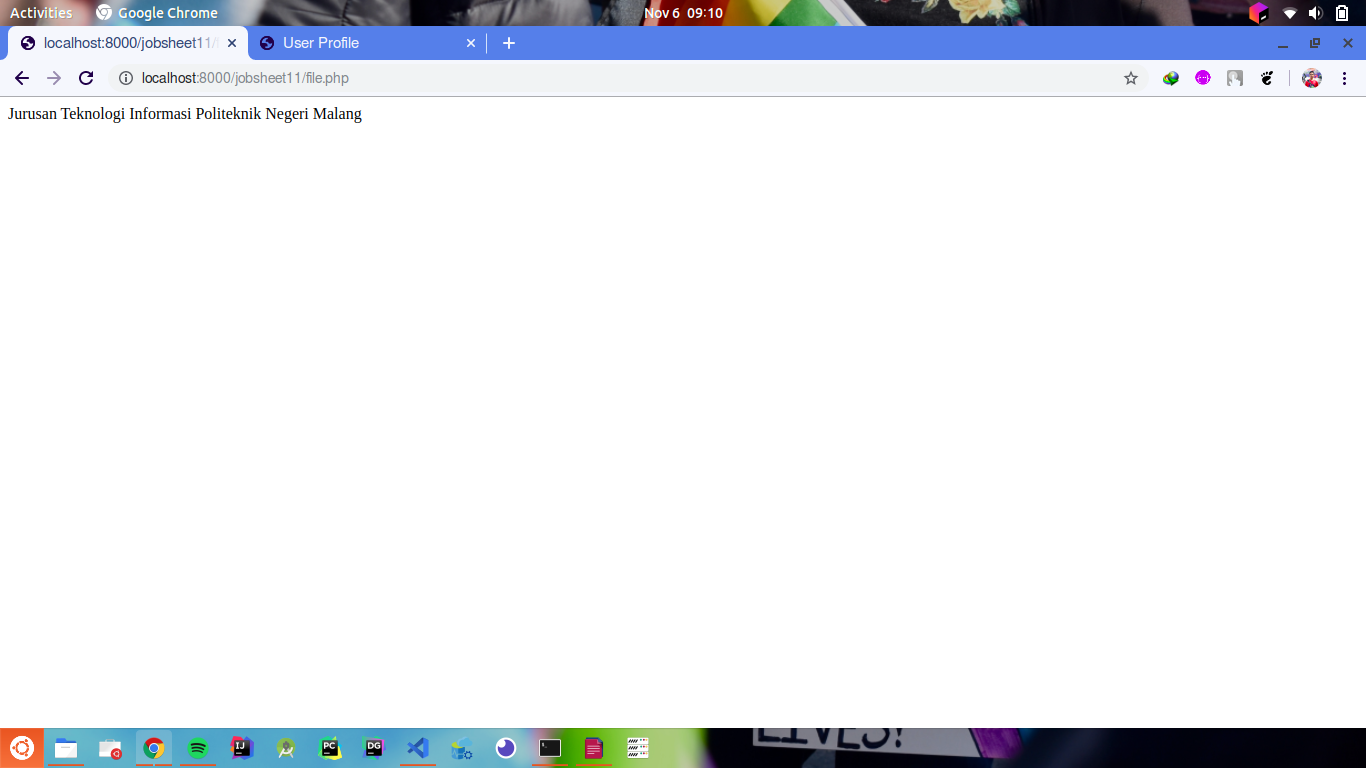 Activities Google Chrome Nov 6 09:10
localhost:8000/jobsheet11/ User Profile
localhost:8000/jobsheet11/file.php
Jurusan Teknologi Informasi Politeknik Negeri Malang
IJ PC DG
LIVES!